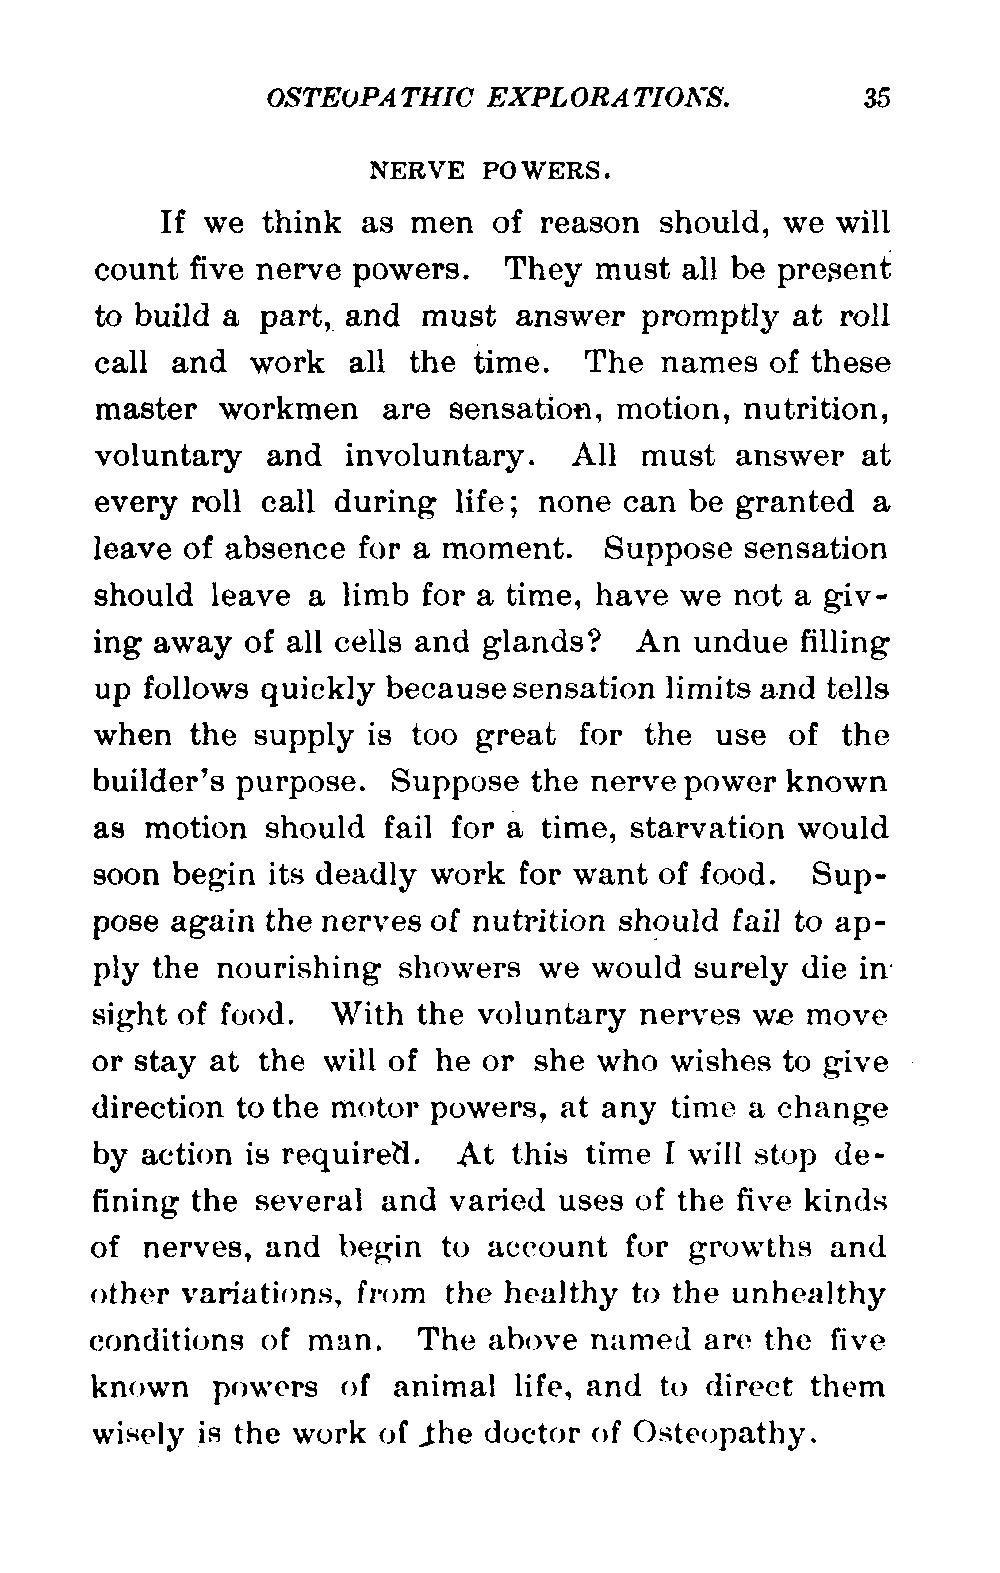 OSTEOPATHIC EXPLORATIONS. 35
NERVE POWERS.
If we think as men of reason should, we will
count five nerve powers. They must all be present
to build a part, and must answer promptly at roll
call and work all the time. The names of these
master workmen are sensation, motion, nutrition,
voluntary and involuntary. All must answer at
every roll call during life; none can be granted a
leave of absence for a moment. Suppose sensation
should leave a limb for a time, have we not a giv-
ing away of all cells and glands? An undue filling
up follows quickly because sensation limits and tells
when the supply is too great for the use of the
builder's purpose. Suppose the nerve power known
as motion should fail for a time, starvation would
soon begin its deadly work for want of food. Sup-
pose again the nerves of nutrition should fail to ap-
ply the nourishing showers we would surely die in
sight of food. With the voluntary nerves we move
or stay at the will of he or she who wishes to give
direction to the motor powers, at any time a change
by action is required. At this time I will stop de-
fining the several and varied uses of the five kinds
of nerves, and begin to account for growths and
other variations, from the healthy to the unhealthy
conditions of man. The above named are the five
known powers of animal life, and to direct them
wisely is the work of the doctor of Osteopathy.